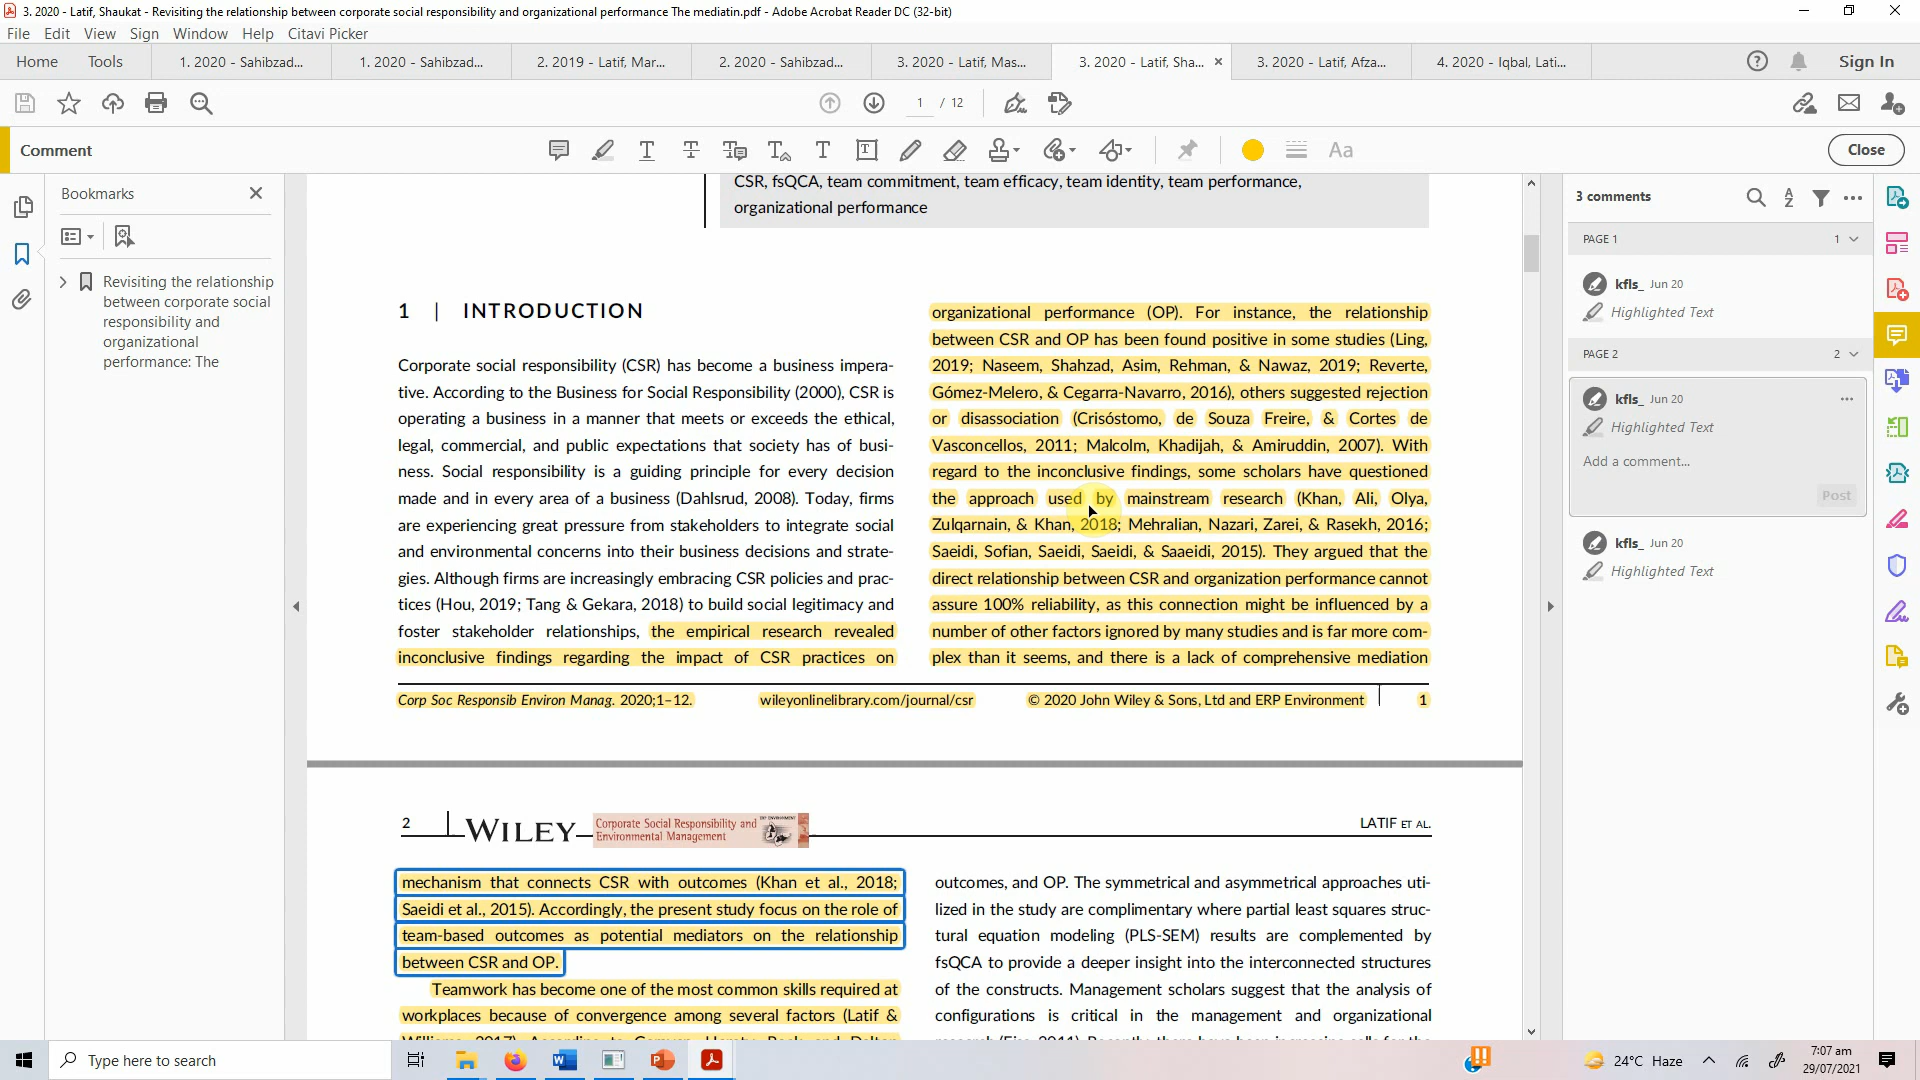 3. 2020 - Latif, Shaukat - Revisiting the relationship between corporate social responsibility and organizational performance The mediatin.pdf - Adobe Acrobat Reader DC (32-bit)
File Edit View Sign Window Help Citavi Picker
Home Tools 1. 2020 - Sahibzad... 1. 2020 - Sahibzad... 2. 2019 - Latif, Mar... 2. 2020 - Sahibzad... 3. 2020 - Latif, Mas... 3. 2020 - Latif, Sha... 3. 2020 - Latif, Afza... 4. 2020 - Iqbal, Lati... Sign In
1 / 12
Comment
Aa
Close
Bookmarks
Revisiting the relationship
between corporate social
responsibility and
organizational
performance: The
CSR, fsQCA, team commitment, team efficacy, team identity, team performance,
organizational performance
1 | INTRODUCTION
Corporate social responsibility (CSR) has become a business impera-
tive. According to the Business for Social Responsibility (2000), CSR is
operating a business in a manner that meets or exceeds the ethical,
legal, commercial, and public expectations that society has of busi-
ness. Social responsibility is a guiding principle for every decision
made and in every area of a business (Dahlsrud, 2008). Today, firms
are experiencing great pressure from stakeholders to integrate social
and environmental concerns into their business decisions and strate-
gies. Although firms are increasingly embracing CSR policies and prac-
tices (Hou, 2019; Tang & Gekara, 2018) to build social legitimacy and
foster stakeholder relationships, the empirical research revealed
inconclusive findings regarding the impact of CSR practices on
organizational performance (OP). For instance, the relationship
between CSR and OP has been found positive in some studies (Ling,
2019; Naseem, Shahzad, Asim, Rehman, & Nawaz, 2019; Reverte,
Gómez-Melero, & Cegarra-Navarro, 2016), others suggested rejection
or disassociation (Crisóstomo, de Souza Freire, & Cortes de
Vasconcellos, 2011; Malcolm, Khadijah, & Amiruddin, 2007). With
regard to the inconclusive findings, some scholars have questioned
the approach used by mainstream research (Khan, Ali, Olya,
Zulqarnain, & Khan, 2018; Mehralian, Nazari, Zarei, & Rasekh, 2016;
Saeidi, Sofian, Saeidi, Saeidi, & Saaeidi, 2015). They argued that the
direct relationship between CSR and organization performance cannot
assure 100% reliability, as this connection might be influenced by a
number of other factors ignored by many studies and is far more com-
plex than it seems, and there is a lack of comprehensive mediation
Corp Soc Responsib Environ Manag. 2020;1–12. wileyonlinelibrary.com/journal/csr © 2020 John Wiley & Sons, Ltd and ERP Environment 1
2 WILEY Corporate Social Responsibility and
Environmental Management
LATIF ET AL.
mechanism that connects CSR with outcomes (Khan et al., 2018;
Saeidi et al., 2015). Accordingly, the present study focus on the role of
team-based outcomes as potential mediators on the relationship
between CSR and OP.
Teamwork has become one of the most common skills required at
workplaces because of convergence among several factors (Latif &
outcomes, and OP. The symmetrical and asymmetrical approaches uti-
lized in the study are complimentary where partial least squares struc-
tural equation modeling (PLS-SEM) results are complemented by
fsQCA to provide a deeper insight into the interconnected structures
of the constructs. Management scholars suggest that the analysis of
configurations is critical in the management and organizational
3 comments
PAGE 1 1
kfls_ Jun 20
Highlighted Text
PAGE 2 2
kfls_ Jun 20
Highlighted Text
Add a comment...
Post
kfls_ Jun 20
Highlighted Text
Type here to search
24°C Haze
7:07 am
29/07/2021